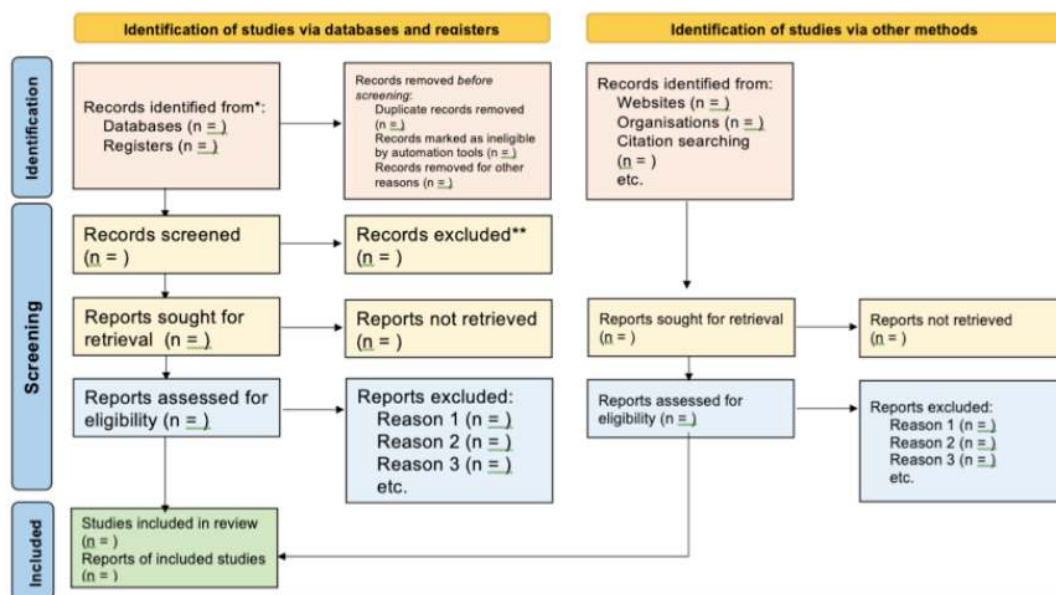 Identification of studies via databases and registers
Identification of studies via other methods
Identification
Records identified from*:
Databases (n = )
Registers (n = )
Records removed before
screening:
Duplicate records removed
(n = )
Records marked as ineligible
by automation tools (n = )
Records removed for other
reasons (n = )
Records identified from:
Websites (n = )
Organisations (n = )
Citation searching
(n = )
etc.
Screening
Records screened
(n = )
Records excluded**
(n = )
Reports sought for
retrieval (n = )
Reports not retrieved
(n = )
Reports sought for retrieval
(n = )
Reports not retrieved
(n = )
Reports assessed for
eligibility (n = )
Reports excluded:
Reason 1 (n = )
Reason 2 (n = )
Reason 3 (n = )
etc.
Reports assessed for
eligibility (n = )
Reports excluded:
Reason 1 (n = )
Reason 2 (n = )
Reason 3 (n = )
etc.
Included
Studies included in review
(n = )
Reports of included studies
(n = )